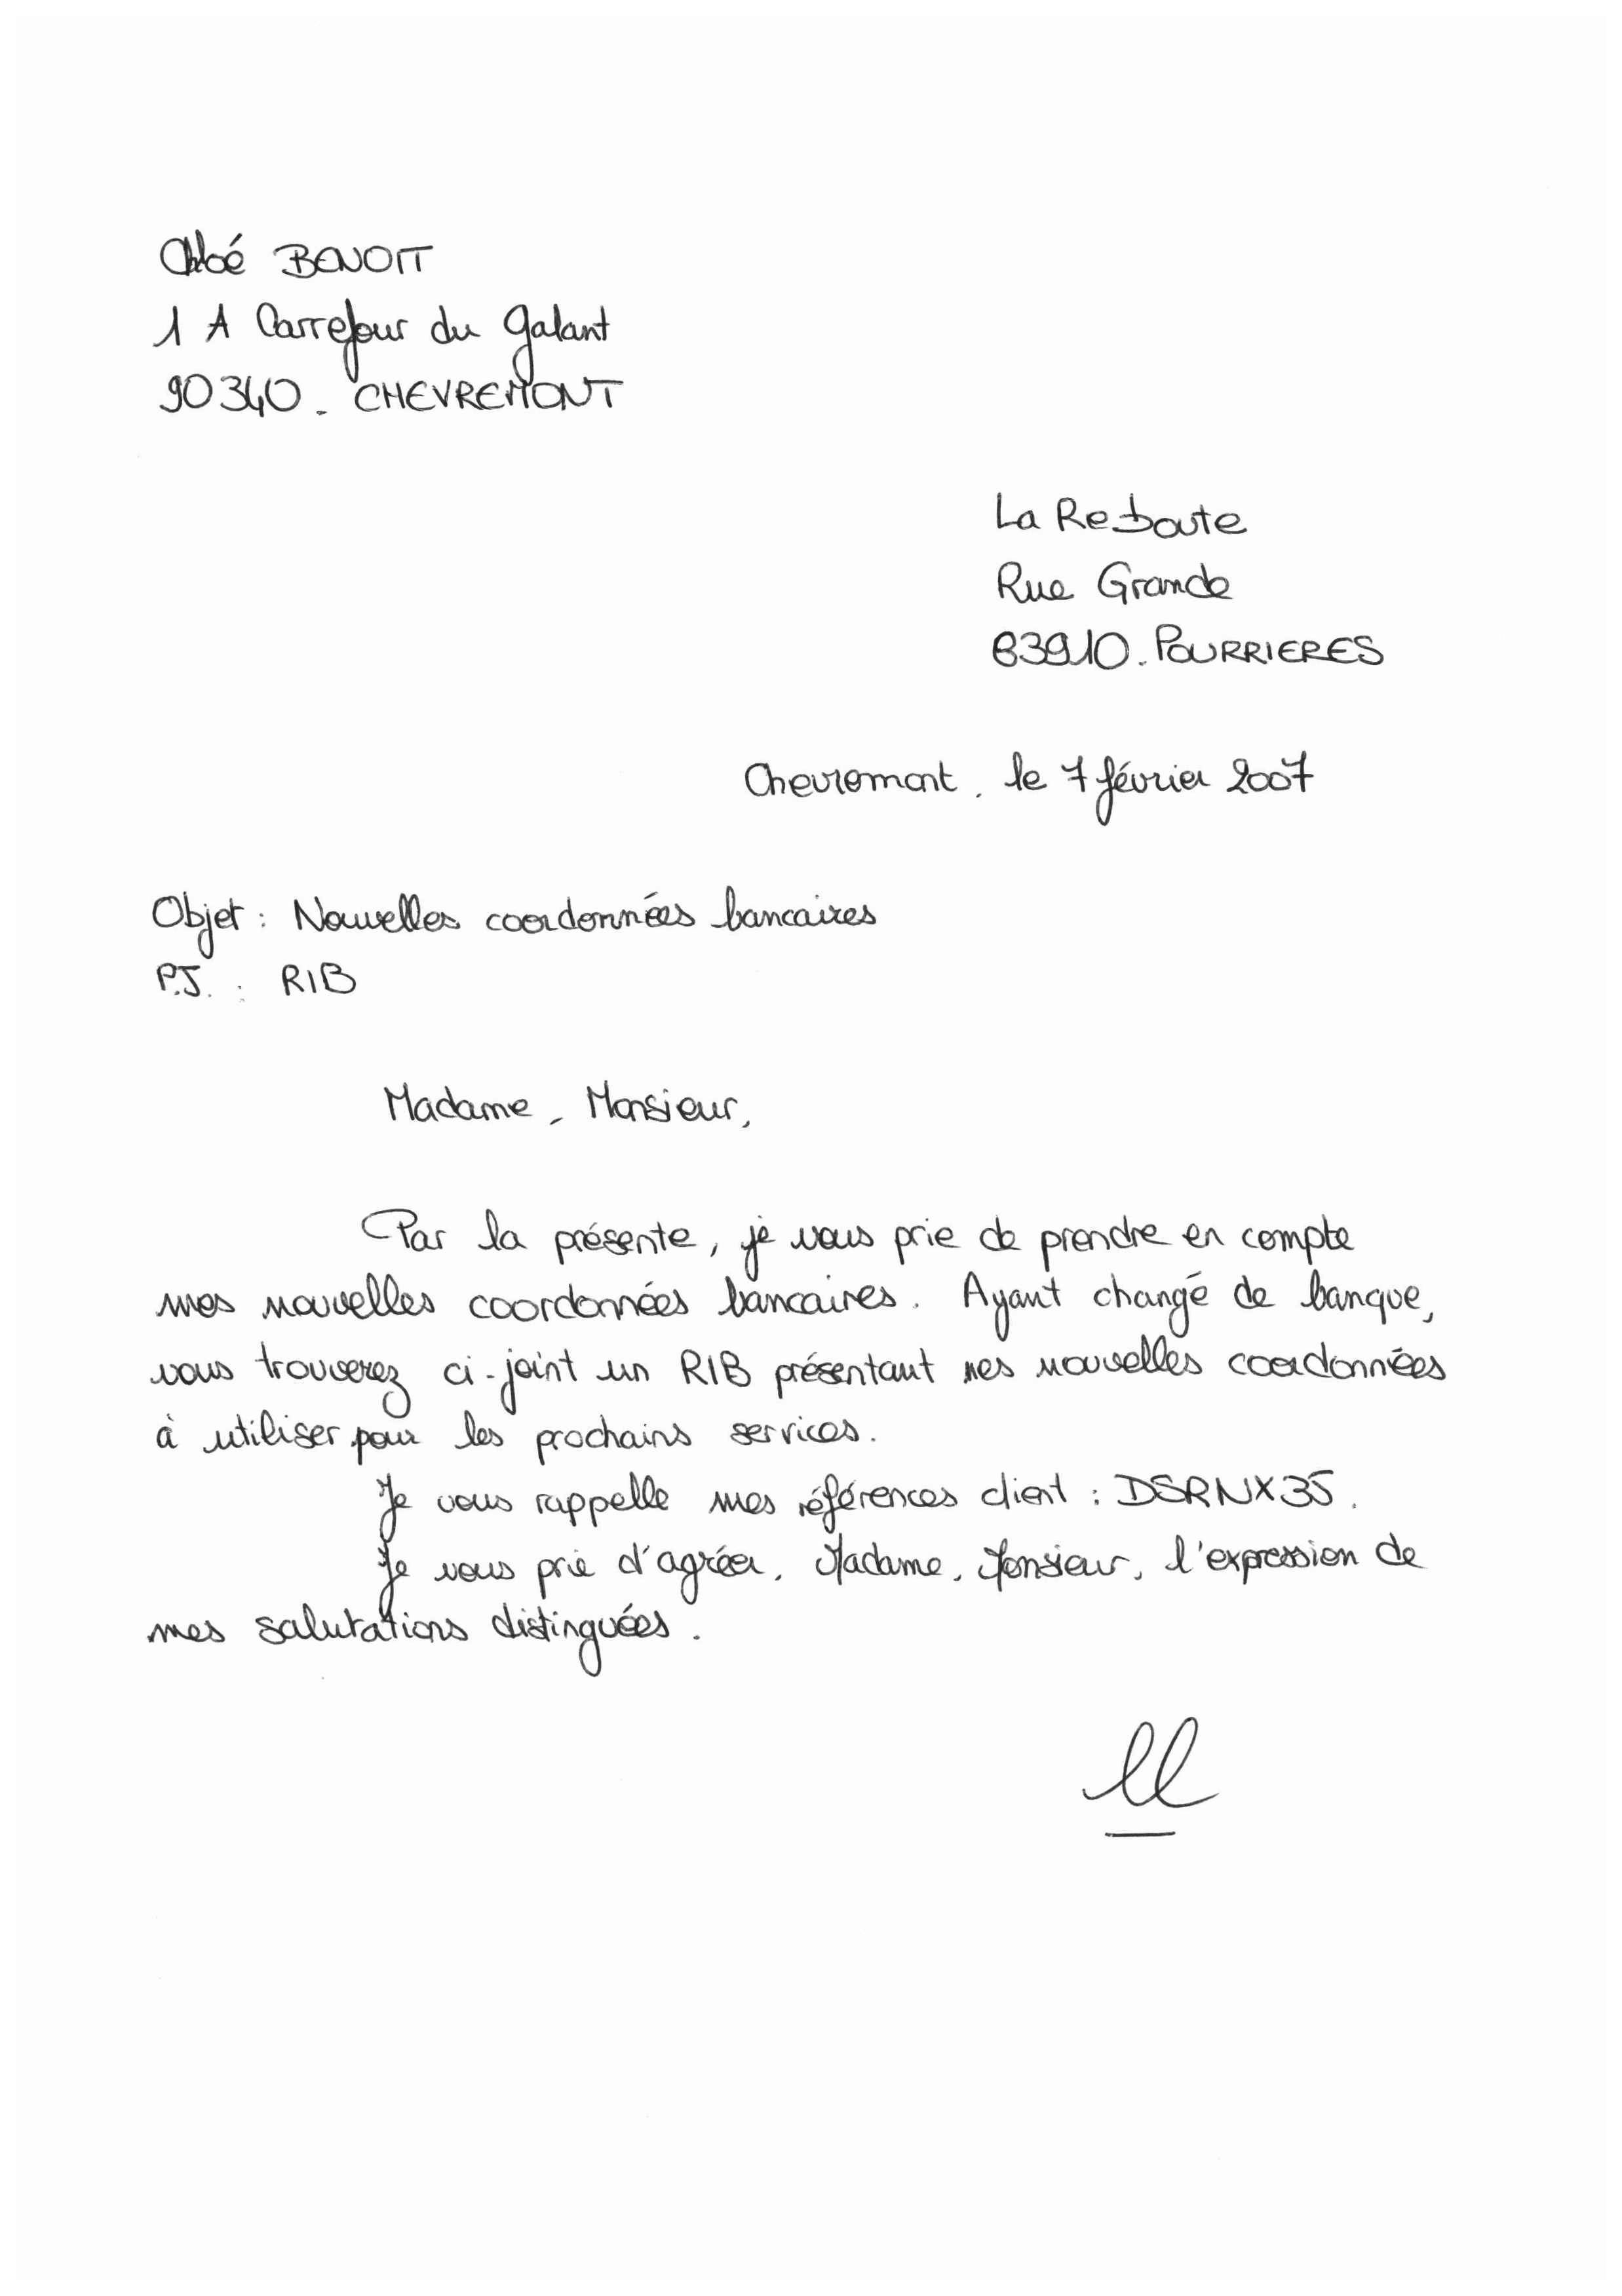 Chloé BENOIT
1 A Carrefour du Galant
90340 - CHEVREMONT
La Redoute
Rue Grande
83910 - POURRIERES
Chevremont, le 7 février 2007
Objet : Nouvelles coordonnées bancaires
P.J. : RIB
Madame, Monsieur,
Par la présente, je vous prie de prendre en compte
mes nouvelles coordonnées bancaires. Ayant changé de banque,
vous trouverez ci-joint un RIB présentant mes nouvelles coordonnées
à utiliser pour les prochains services.
Je vous rappelle mes références client : DSRNX35.
Je vous prie d'agréer, Madame, Monsieur, l'expression de
mes salutations distinguées.